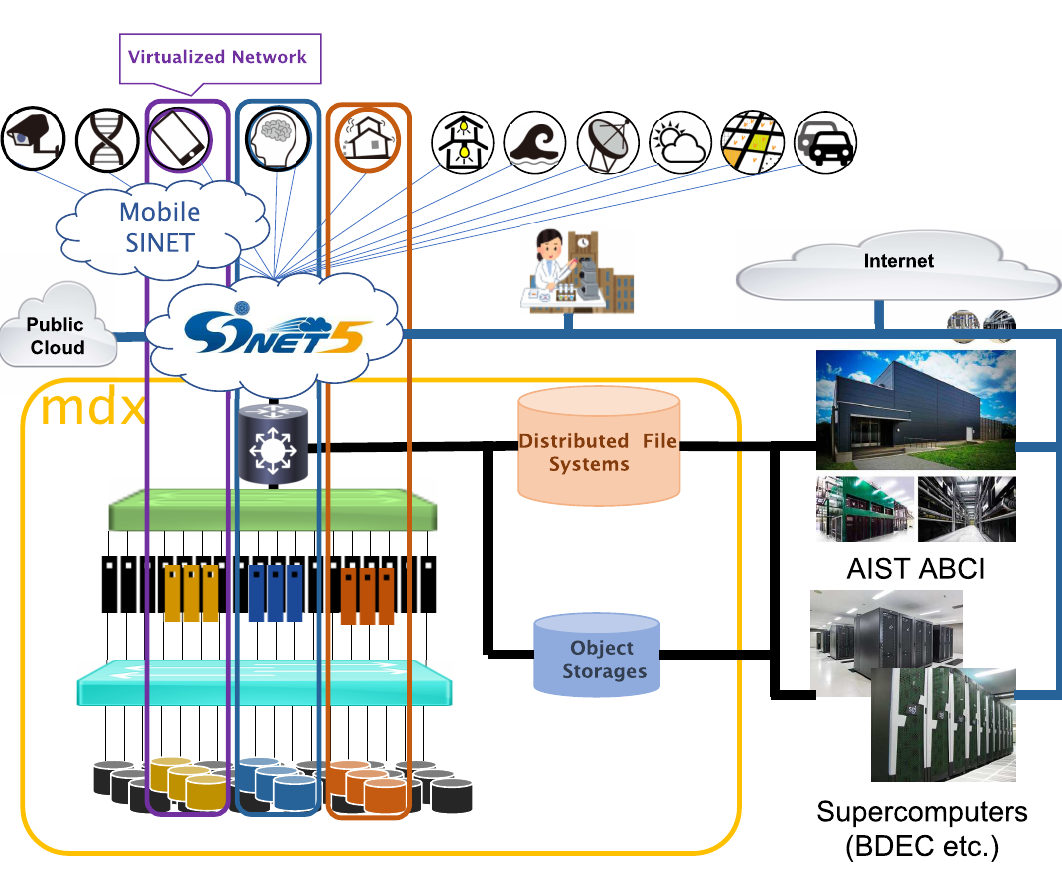 Virtualized Network
Mobile
SINET
Internet
Public
Cloud
SINET5
mdx
Distributed File
Systems
AIST ABCI
Object
Storages
Supercomputers
(BDEC etc.)